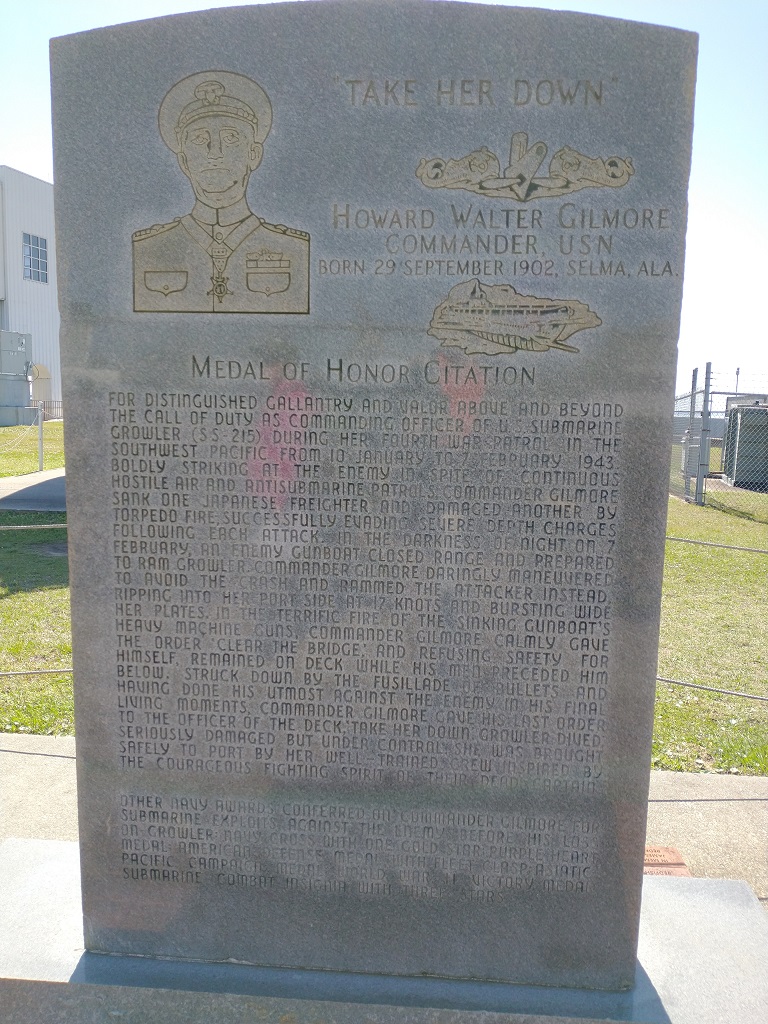 "TAKE HER DOWN"
HOWARD WALTER GILMORE
COMMANDER, USN
BORN 29 SEPTEMBER 1902, SELMA, ALA.
MEDAL OF HONOR CITATION
FOR DISTINGUISHED GALLANTRY AND VALOR ABOVE AND BEYOND
THE CALL OF DUTY AS COMMANDING OFFICER OF U.S. SUBMARINE
GROWLER (SS-215) DURING HER FOURTH WAR PATROL IN THE
SOUTHWEST PACIFIC FROM 10 JANUARY TO 7 FEBRUARY 1943.
BOLDLY STRIKING AT THE ENEMY IN SPITE OF CONTINUOUS
HOSTILE AIR AND ANTISUBMARINE PATROLS, COMMANDER GILMORE
SANK ONE JAPANESE FREIGHTER AND DAMAGED ANOTHER BY
TORPEDO FIRE, SUCCESSFULLY EVADING SEVERE DEPTH CHARGES
FOLLOWING EACH ATTACK. IN THE DARKNESS OF NIGHT ON 7
FEBRUARY, AN ENEMY GUNBOAT CLOSED RANGE AND PREPARED
TO RAM GROWLER. COMMANDER GILMORE DARINGLY MANEUVERED
TO AVOID THE CRASH AND RAMMED THE ATTACKER INSTEAD,
RIPPING INTO HER PORT SIDE AT 17 KNOTS AND BURSTING WIDE
HER PLATES. IN THE TERRIFIC FIRE OF THE SINKING GUNBOAT'S
HEAVY MACHINE GUNS, COMMANDER GILMORE CALMLY GAVE
THE ORDER 'CLEAR THE BRIDGE,' AND REFUSING SAFETY FOR
HIMSELF, REMAINED ON DECK WHILE HIS MEN PRECEDED HIM
BELOW. STRUCK DOWN BY THE FUSILLADE OF BULLETS AND
HAVING DONE HIS UTMOST AGAINST THE ENEMY, IN HIS FINAL
LIVING MOMENTS, COMMANDER GILMORE GAVE HIS LAST ORDER
TO THE OFFICER OF THE DECK, 'TAKE HER DOWN.' GROWLER DIVED,
SERIOUSLY DAMAGED BUT UNDER CONTROL, SHE WAS BROUGHT
SAFELY TO PORT BY HER WELL-TRAINED CREW INSPIRED BY
THE COURAGEOUS FIGHTING SPIRIT OF THEIR DEAD CAPTAIN.
OTHER NAVY AWARDS CONFERRED ON COMMANDER GILMORE FOR
SUBMARINE EXPLOITS AGAINST THE ENEMY BEFORE HIS LOSS
ON GROWLER: NAVY CROSS WITH ONE GOLD STAR, PURPLE HEART
MEDAL, AMERICAN DEFENSE MEDAL, FLEET CLASP, ASIATIC
PACIFIC CAMPAIGN MEDAL, WORLD WAR II VICTORY MEDAL,
SUBMARINE COMBAT INSIGNIA WITH THREE STARS